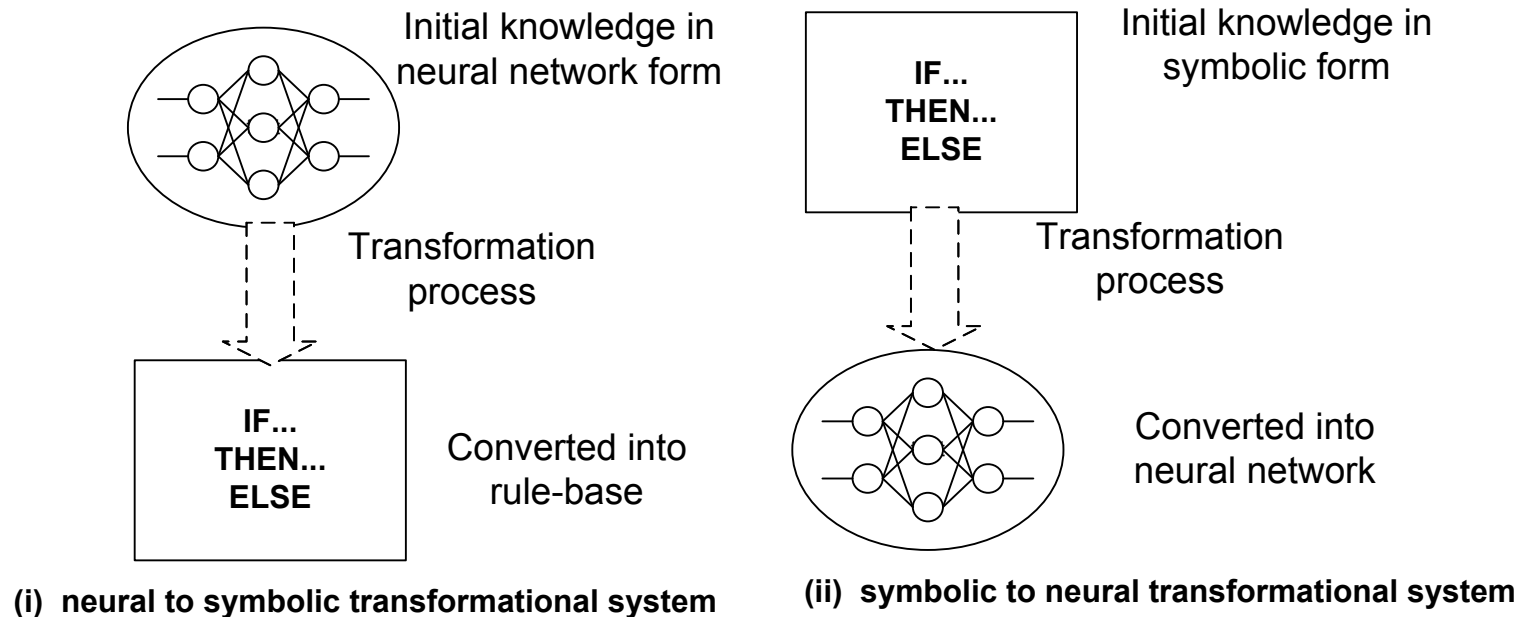 Initial knowledge in
neural network form
Transformation
process
IF...
THEN...
ELSE
Converted into
rule-base
(i) neural to symbolic transformational system
IF...
THEN...
ELSE
Initial knowledge in
symbolic form
Transformation
process
Converted into
neural network
(ii) symbolic to neural transformational system